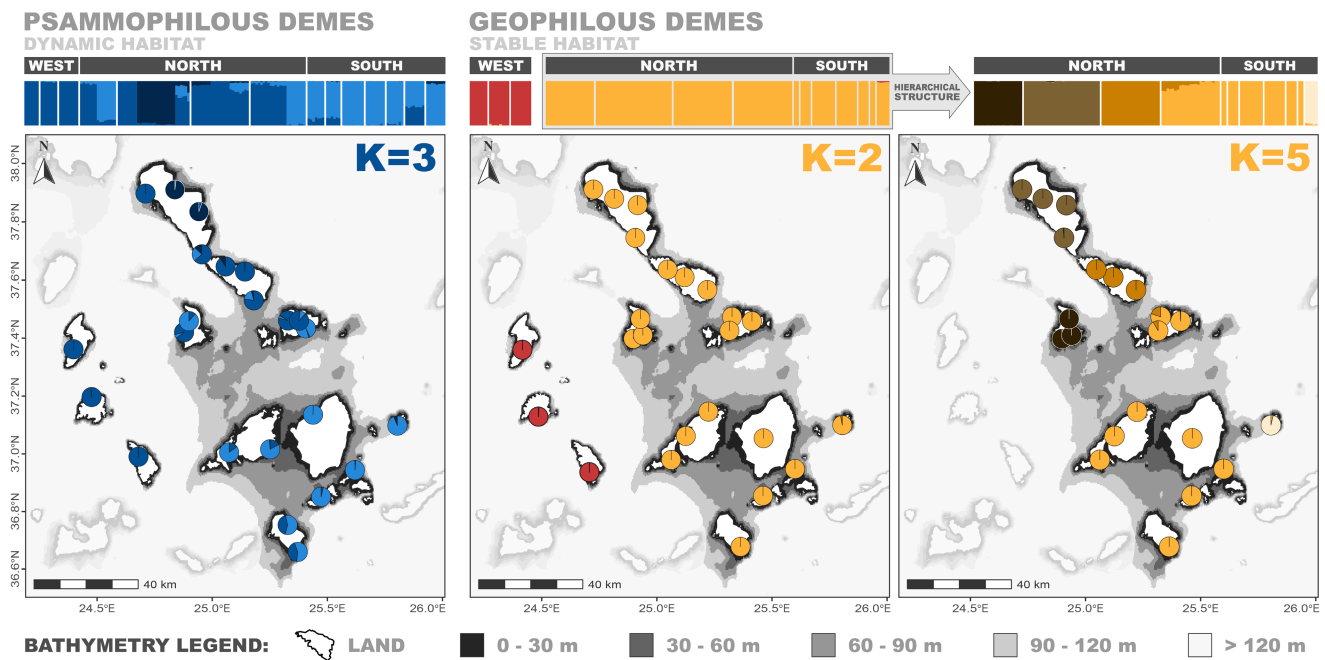 PSAMMOPHILOUS DEMES
DYNAMIC HABITAT
WEST NORTH SOUTH
GEOPHILOUS DEMES
STABLE HABITAT
WEST NORTH SOUTH
HIERARCHICAL
STRUCTURE
NORTH SOUTH
N
K=3
38.0°N
37.8°N
37.6°N
37.4°N
37.2°N
37.0°N
36.8°N
36.6°N
40 km
24.5°E 25.0°E 25.5°E 26.0°E
N
K=2
40 km
24.5°E 25.0°E 25.5°E 26.0°E
N
K=5
40 km
24.5°E 25.0°E 25.5°E 26.0°E
BATHYMETRY LEGEND: LAND 0 - 30 m 30 - 60 m 60 - 90 m 90 - 120 m > 120 m